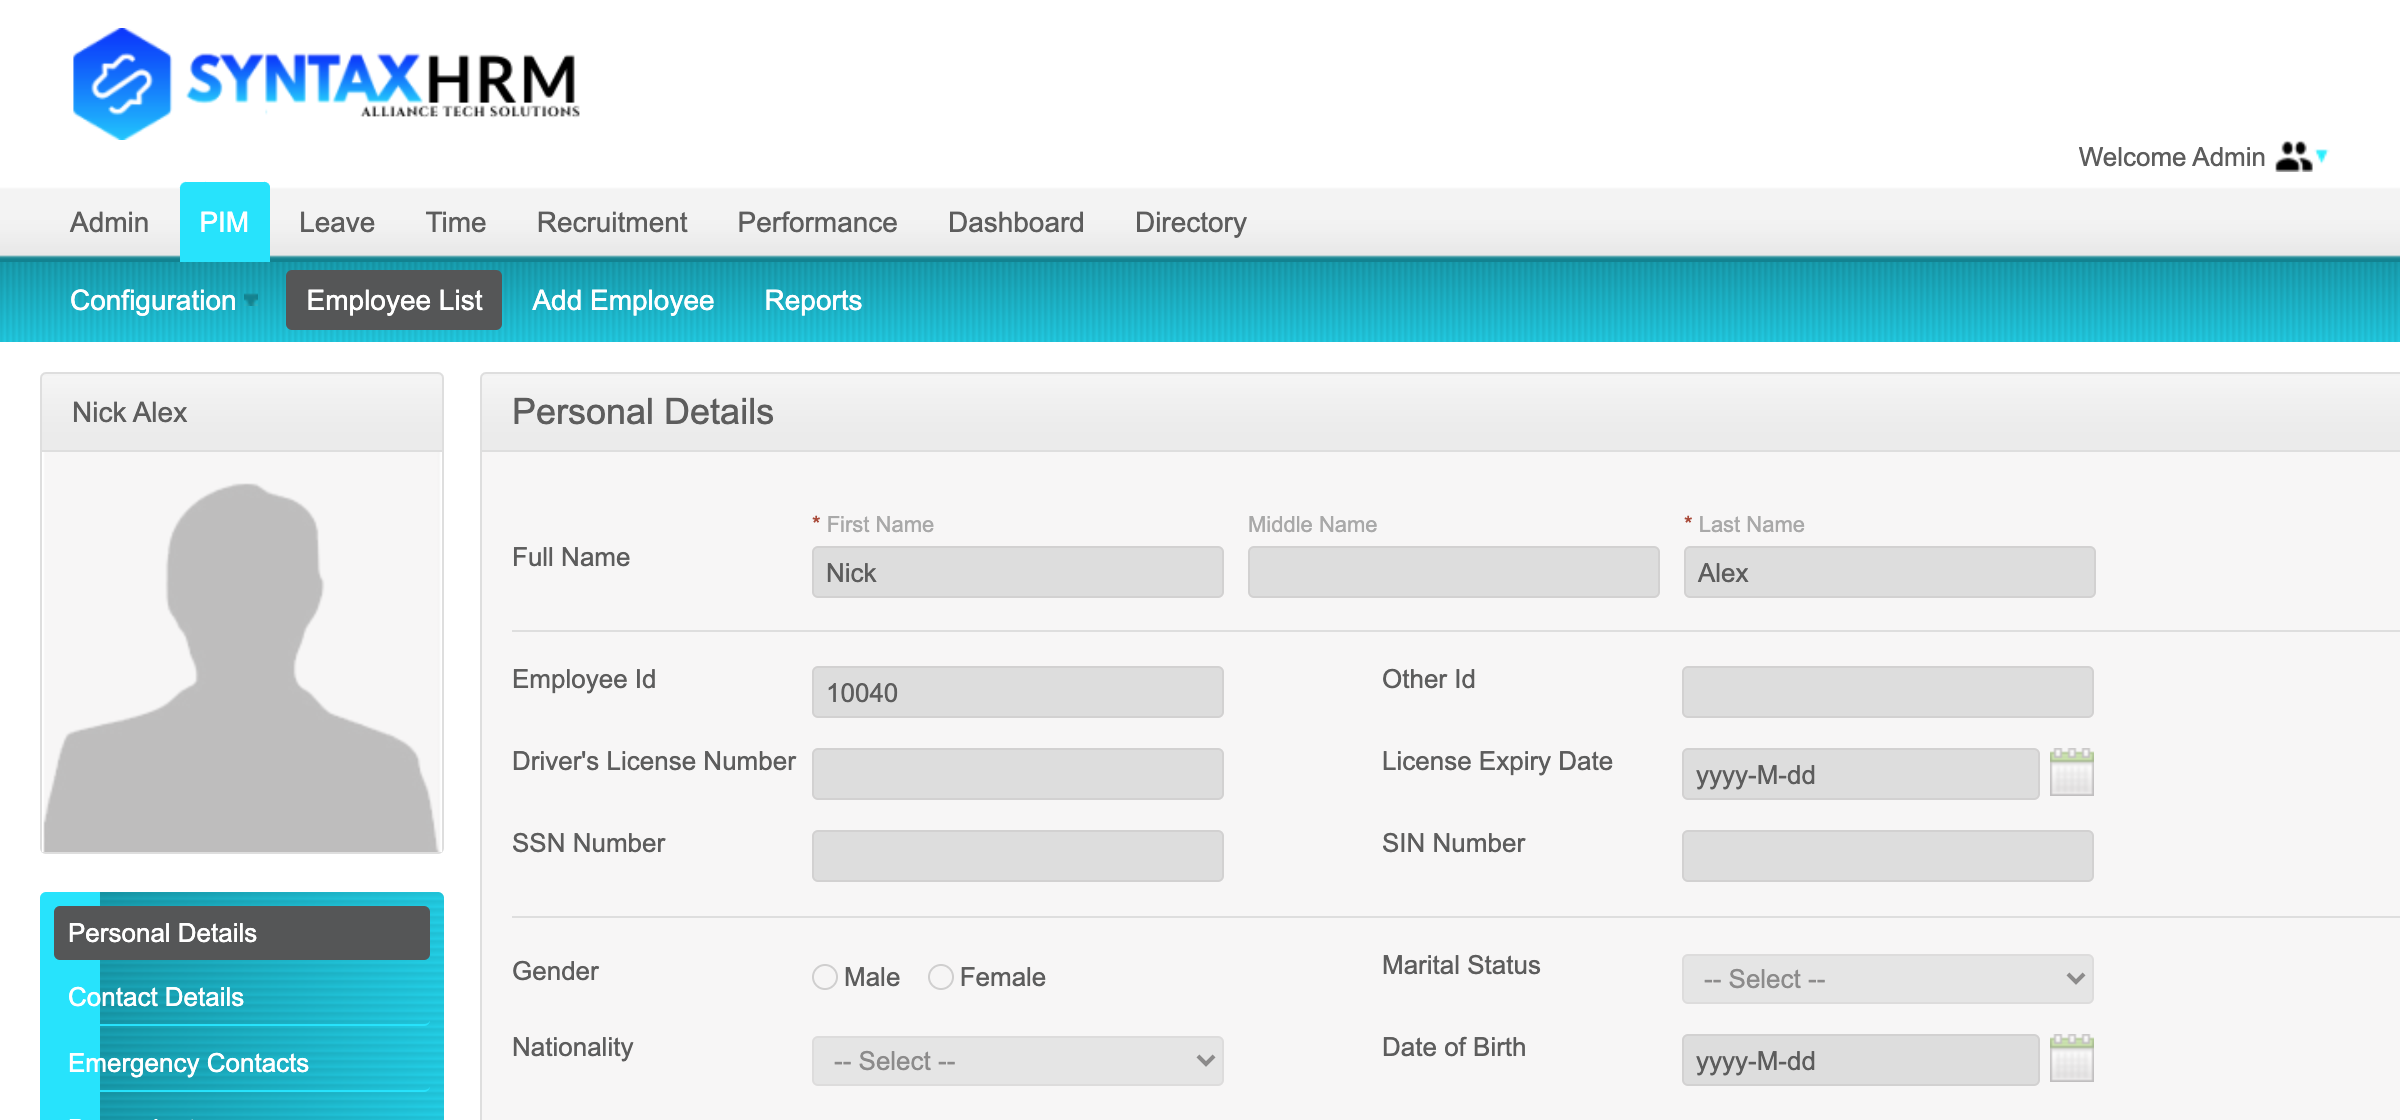 SYNTAXHRM
ALLIANCE TECH SOLUTIONS
Welcome Admin
Admin PIM Leave Time Recruitment Performance Dashboard Directory
Configuration Employee List Add Employee Reports
Nick Alex
Personal Details
Contact Details
Emergency Contacts
Personal Details
* First Name Middle Name * Last Name
Full Name Nick Alex
Employee Id 10040 Other Id
Driver's License Number License Expiry Date yyyy-M-dd
SSN Number SIN Number
Gender Male Female Marital Status -- Select --
Nationality -- Select -- Date of Birth yyyy-M-dd